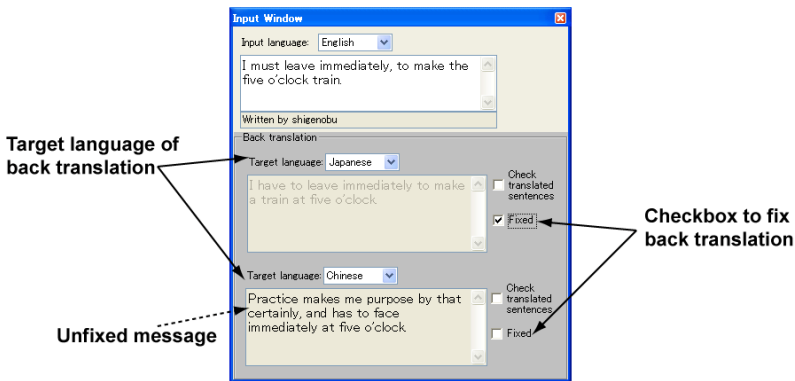 Input Window
Input language: English
I must leave immediately, to make the
five o'clock train.
Written by shigenobu
Back translation
Target language of
back translation
Target language: Japanese
I have to leave immediately to make
a train at five o'clock.
Check
translated
sentences
Fixed
Checkbox to fix
back translation
Target language: Chinese
Practice makes me purpose by that
certainly, and has to face
immediately at five o'clock.
Check
translated
sentences
Fixed
Unfixed message